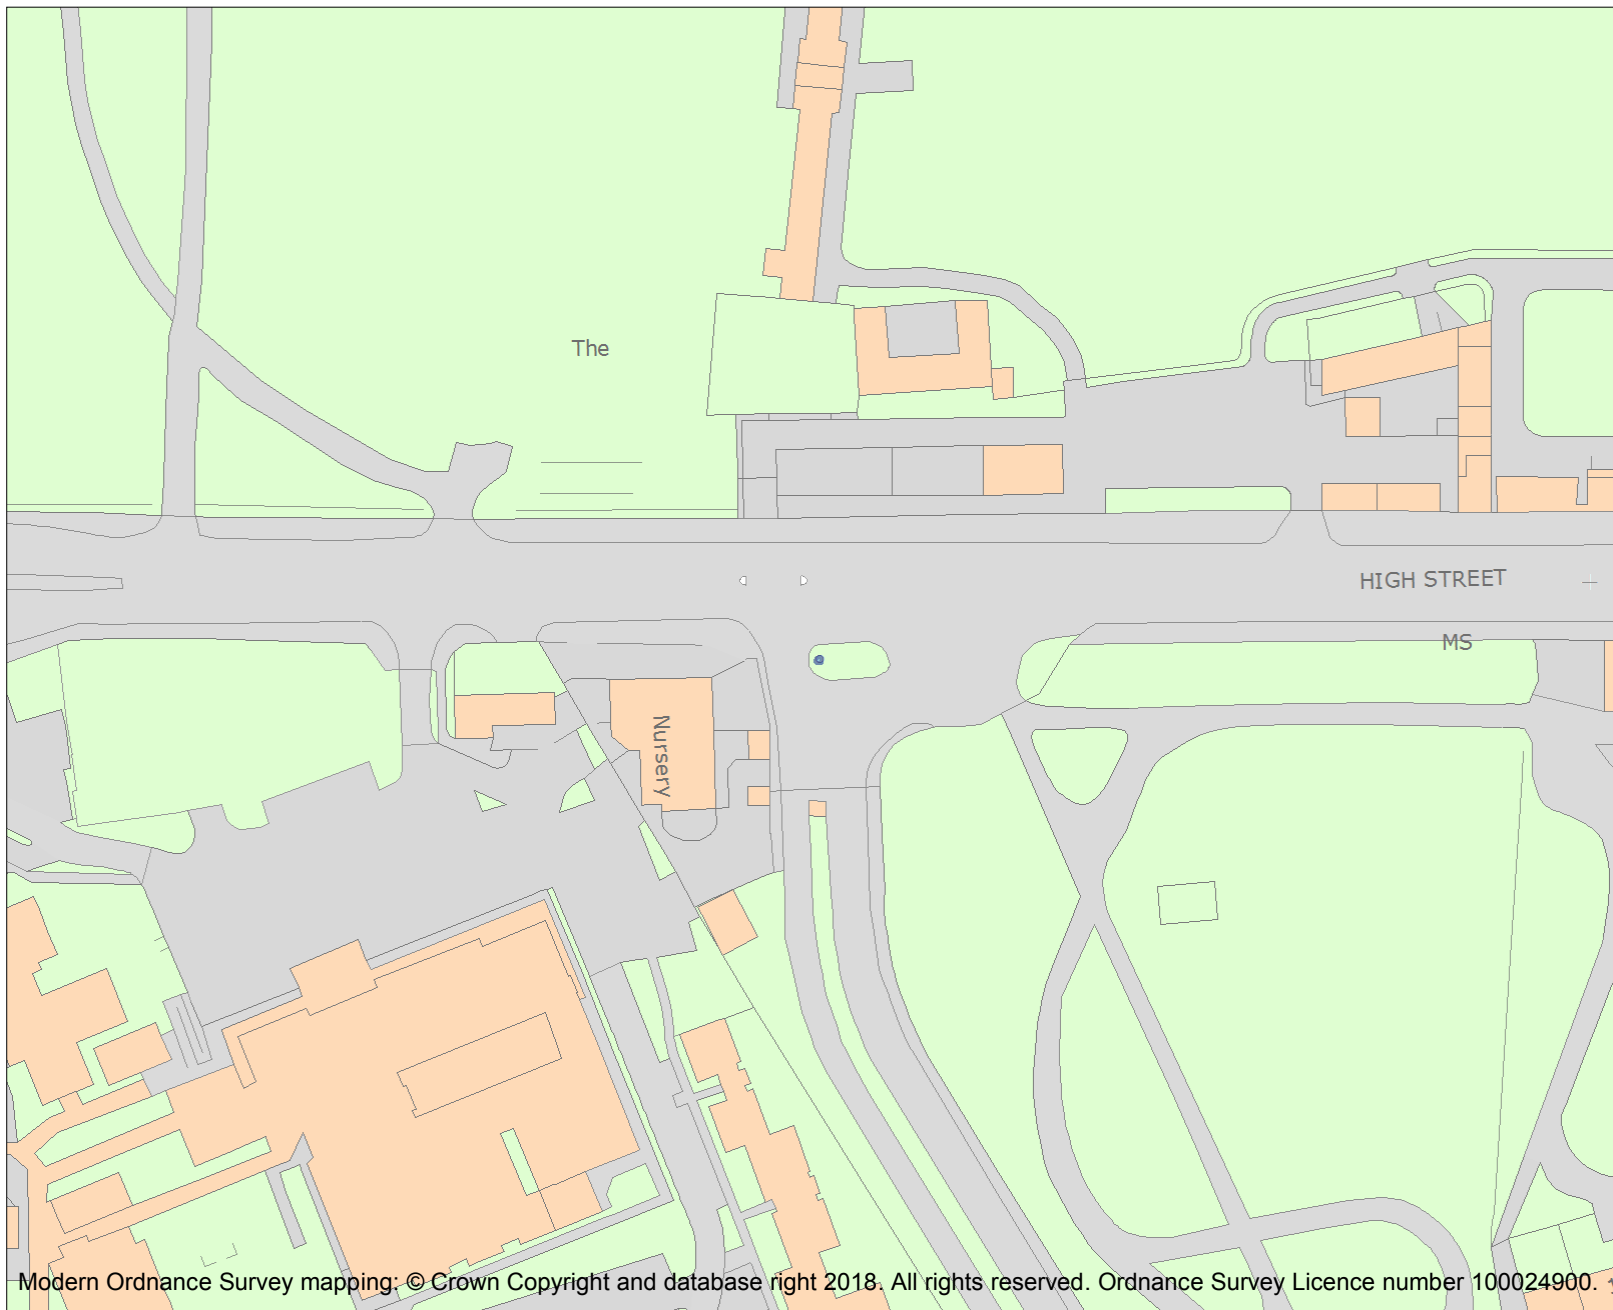 The
HIGH STREET
MS
Nursery
Modern Ordnance Survey mapping: © Crown Copyright and database right 2018. All rights reserved. Ordnance Survey Licence number 100024900.